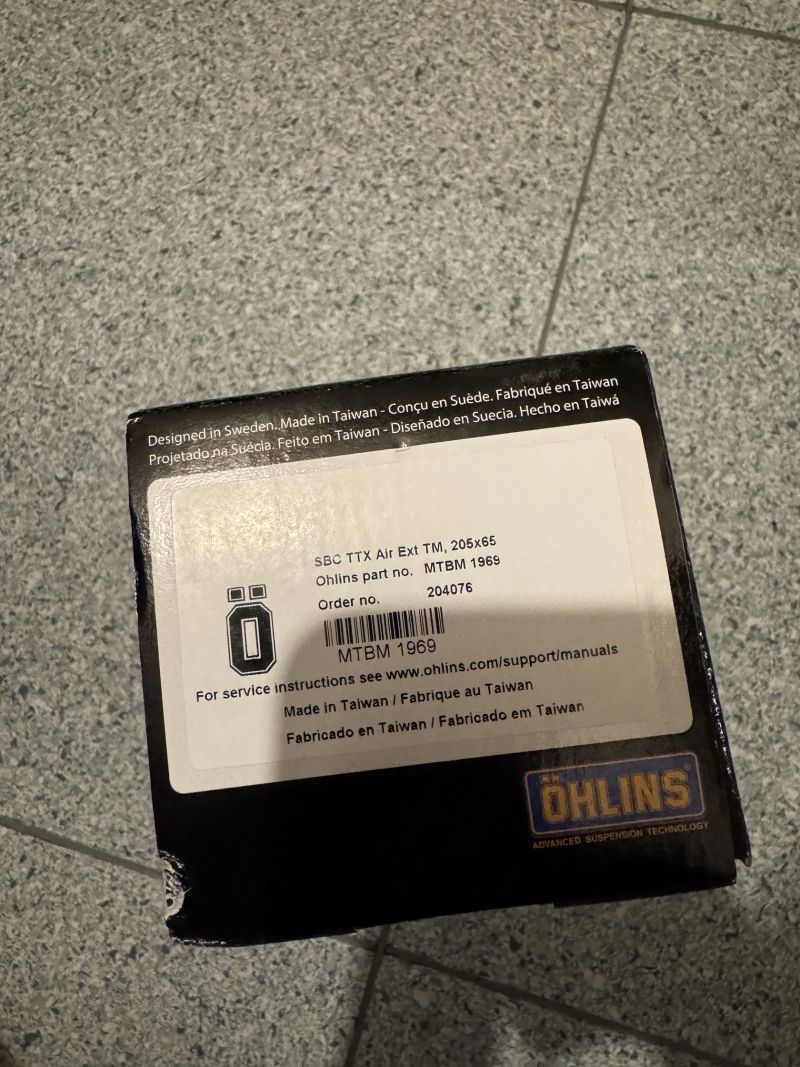 Designed in Sweden. Made in Taiwan - Conçu en Suède. Fabriqué en Taiwan
Projetado na Suécia. Feito em Taiwan - Diseñado en Suecia. Hecho en Taiwá
SBC TTX Air Ext TM, 205x65
Ohlins part no. MTBM 1969
Order no. 204076
Ö
MTBM 1969
For service instructions see www.ohlins.com/support/manuals
Made in Taiwan / Fabrique au Taiwan
Fabricado en Taiwan / Fabricado em Taiwan
ÖHLINS®
ADVANCED SUSPENSION TECHNOLOGY